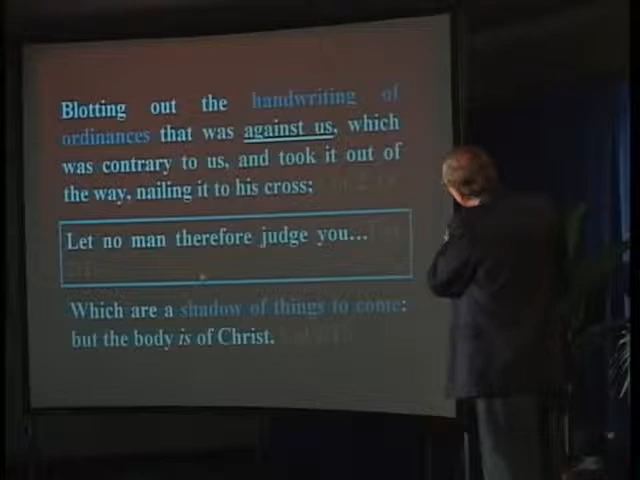 Blotting out the handwriting of
ordinances that was against us, which
was contrary to us, and took it out of
the way, nailing it to his cross;
Let no man therefore judge you...
Which are a shadow of things to come:
but the body is of Christ.